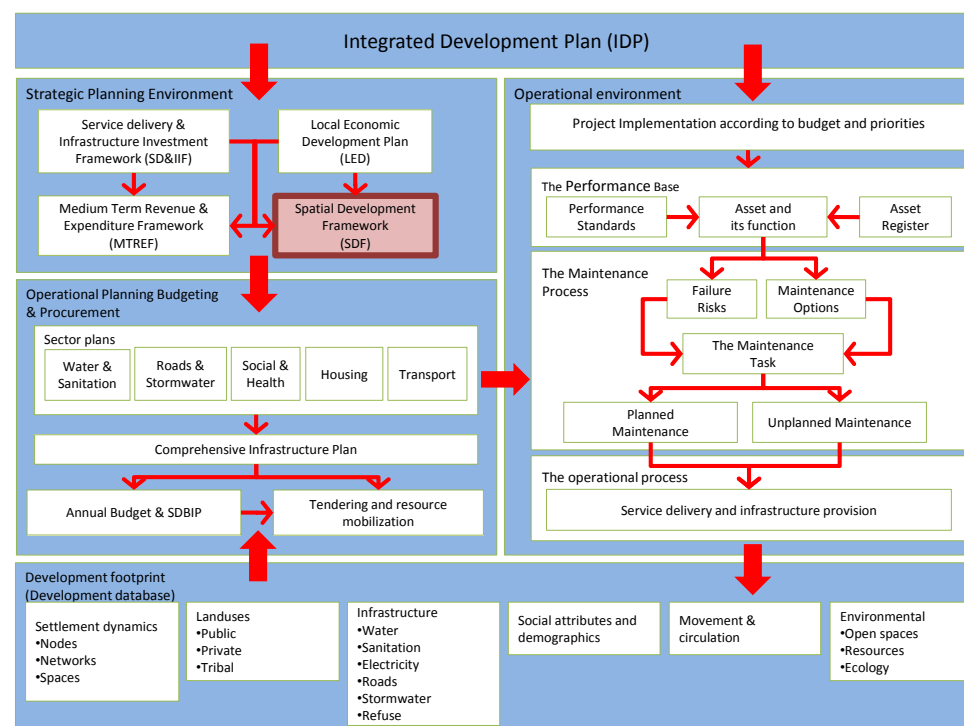 Integrated Development Plan (IDP)
Strategic Planning Environment
Service delivery &
Infrastructure Investment
Framework (SD&IIF)
Local Economic
Development Plan
(LED)
Medium Term Revenue &
Expenditure Framework
(MTREF)
Spatial Development
Framework
(SDF)
Operational Planning Budgeting
& Procurement
Sector plans
Water &
Sanitation
Roads &
Stormwater
Social &
Health
Housing
Transport
Comprehensive Infrastructure Plan
Annual Budget & SDBIP
Tendering and resource
mobilization
Operational environment
Project Implementation according to budget and priorities
The Performance Base
Performance
Standards
Asset and
its function
Asset
Register
The Maintenance
Process
Failure
Risks
Maintenance
Options
The Maintenance
Task
Planned
Maintenance
Unplanned Maintenance
The operational process
Service delivery and infrastructure provision
Development footprint
(Development database)
Settlement dynamics
•Nodes
•Networks
•Spaces
Landuses
•Public
•Private
•Tribal
Infrastructure
•Water
•Sanitation
•Electricity
•Roads
•Stormwater
•Refuse
Social attributes and
demographics
Movement &
circulation
Environmental
•Open spaces
•Resources
•Ecology